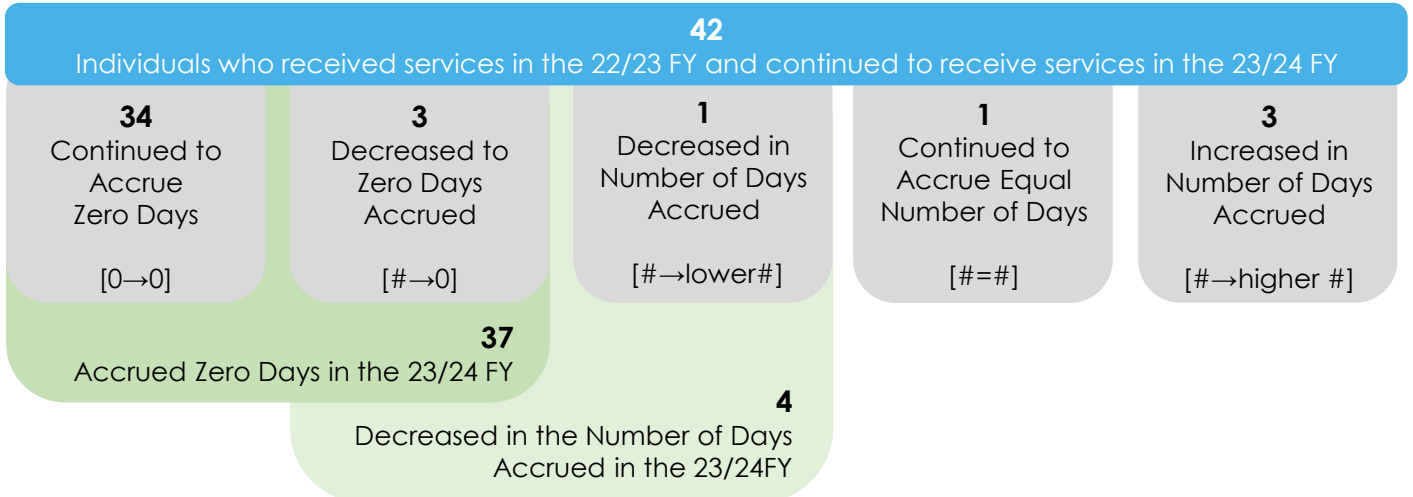 42
Individuals who received services in the 22/23 FY and continued to receive services in the 23/24 FY
34
Continued to
Accrue
Zero Days
[0→0]
3
Decreased to
Zero Days
Accrued
[#→0]
1
Decreased in
Number of Days
Accrued
[#→lower#]
1
Continued to
Accrue Equal
Number of Days
[#=#]
3
Increased in
Number of Days
Accrued
[#→higher #]
37
Accrued Zero Days in the 23/24 FY
4
Decreased in the Number of Days
Accrued in the 23/24FY